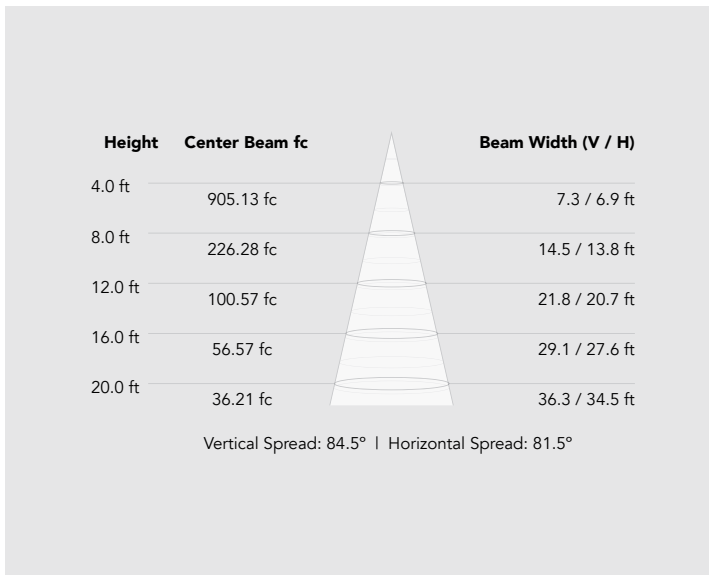 Height Center Beam fc Beam Width (V / H)
4.0 ft
905.13 fc 7.3 / 6.9 ft
8.0 ft
226.28 fc 14.5 / 13.8 ft
12.0 ft
100.57 fc 21.8 / 20.7 ft
16.0 ft
56.57 fc 29.1 / 27.6 ft
20.0 ft
36.21 fc 36.3 / 34.5 ft
Vertical Spread: 84.5º | Horizontal Spread: 81.5º